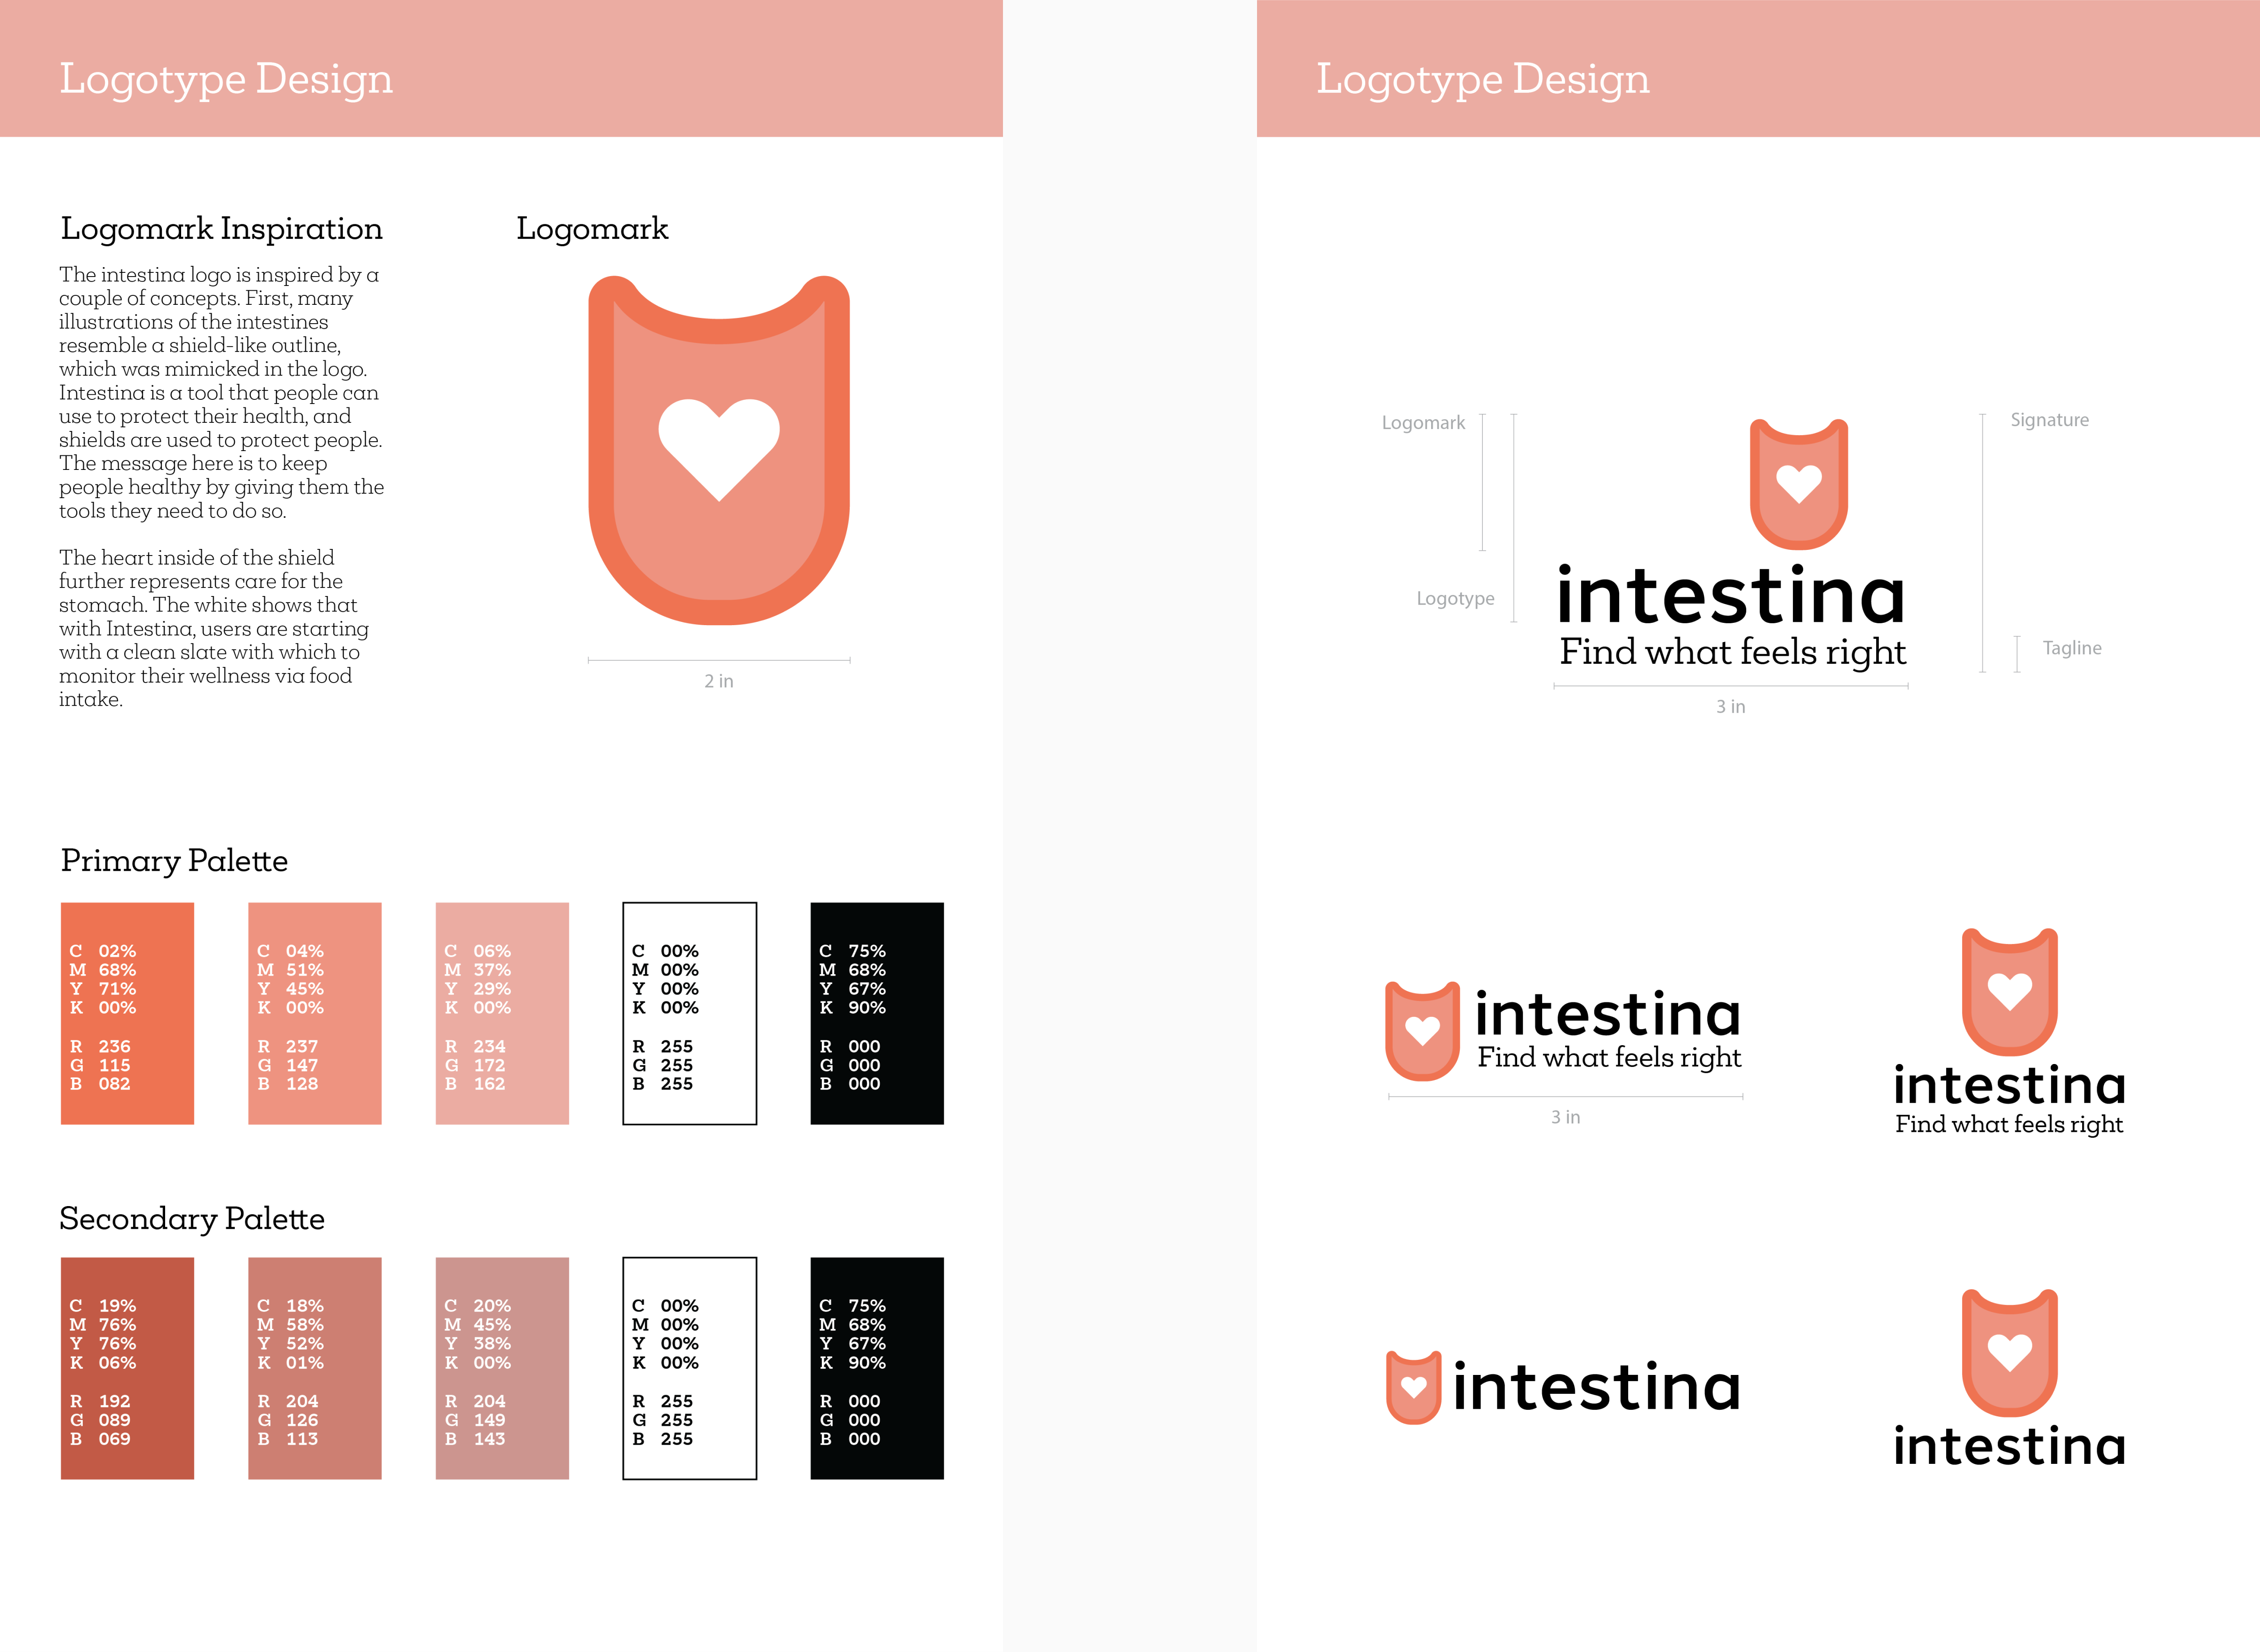 Logotype Design
Logomark Inspiration
The intestina logo is inspired by a
couple of concepts. First, many
illustrations of the intestines
resemble a shield-like outline,
which was mimicked in the logo.
Intestina is a tool that people can
use to protect their health, and
shields are used to protect people.
The message here is to keep
people healthy by giving them the
tools they need to do so.
The heart inside of the shield
further represents care for the
stomach. The white shows that
with Intestina, users are starting
with a clean slate with which to
monitor their wellness via food
intake.
Logomark
2 in
Primary Palette
C 02%
M 68%
Y 71%
K 00%
R 236
G 115
B 082
C 04%
M 51%
Y 45%
K 00%
R 237
G 147
B 128
C 06%
M 37%
Y 29%
K 00%
R 234
G 172
B 162
C 00%
M 00%
Y 00%
K 00%
R 255
G 255
B 255
C 75%
M 68%
Y 67%
K 90%
R 000
G 000
B 000
Secondary Palette
C 19%
M 76%
Y 76%
K 06%
R 192
G 089
B 069
C 18%
M 58%
Y 52%
K 01%
R 204
G 126
B 113
C 20%
M 45%
Y 38%
K 00%
R 204
G 149
B 143
C 00%
M 00%
Y 00%
K 00%
R 255
G 255
B 255
C 75%
M 68%
Y 67%
K 90%
R 000
G 000
B 000
Logotype Design
Logomark
Logotype
intestina
Find what feels right
3 in
Signature
Tagline
intestina
Find what feels right
3 in
intestina
Find what feels right
intestina
intestina